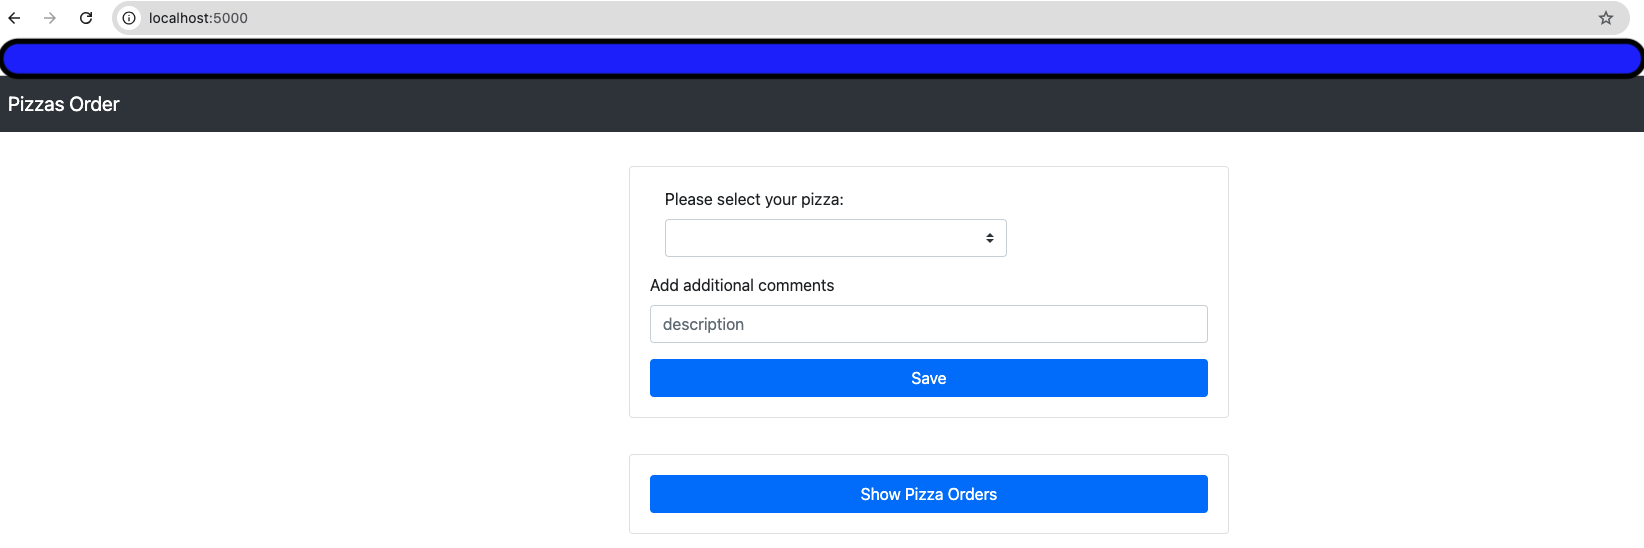 localhost:5000
Pizzas Order
Please select your pizza:
Add additional comments
description
Save
Show Pizza Orders